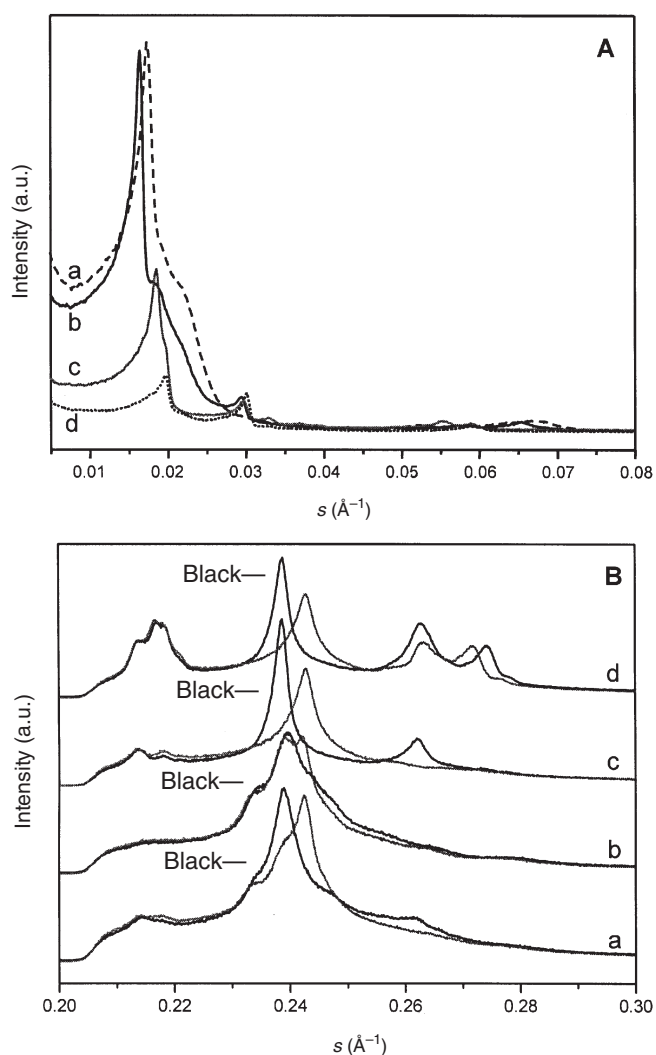 A
Intensity (a.u.)
a
b
c
d
0.01 0.02 0.03 0.04 0.05 0.06 0.07 0.08
s (Å⁻¹)
B
Intensity (a.u.)
Black—
d
Black—
c
Black—
b
Black—
a
0.20 0.22 0.24 0.26 0.28 0.30
s (Å⁻¹)